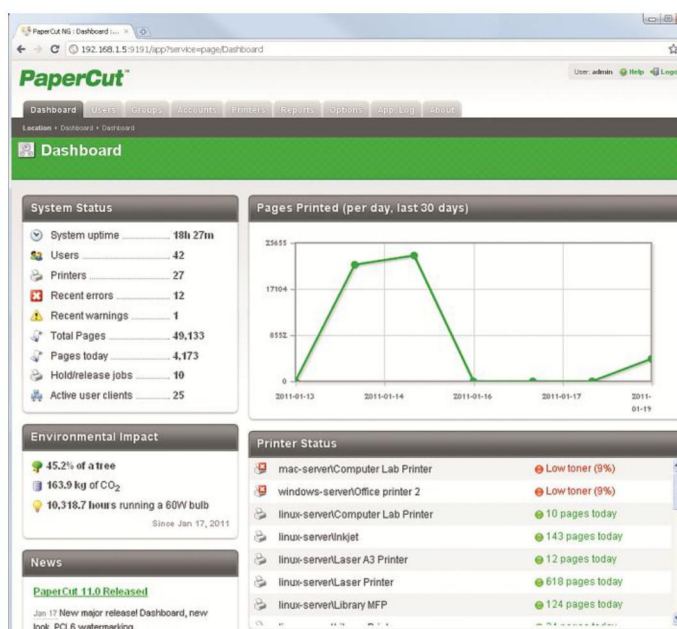 PaperCut NG : Dashboard : ...
192.168.1.5:9191/app?service=page/Dashboard
PaperCut™
User: admin Help Logo
Dashboard Users Groups Accounts Printers Reports Options App. Log About
Location Dashboard Dashboard
Dashboard
System Status
System uptime 18h 27m
Users 42
Printers 27
Recent errors 12
Recent warnings 1
Total Pages 49,133
Pages today 4,173
Hold/release jobs 10
Active user clients 25
Pages Printed (per day, last 30 days)
25655
17104
8552
0
2011-01-13 2011-01-14 2011-01-16 2011-01-17 2011-
01-19
Environmental Impact
45.2% of a tree
163.9 kg of CO2
10,318.7 hours running a 60W bulb
Since Jan 17, 2011
Printer Status
mac-server\Computer Lab Printer Low toner (9%)
windows-server\Office printer 2 Low toner (9%)
linux-server\Computer Lab Printer 10 pages today
linux-server\Inkjet 143 pages today
linux-server\Laser A3 Printer 12 pages today
linux-server\Laser Printer 618 pages today
linux-server\Library MFP 124 pages today
News
PaperCut 11.0 Released
Jan 17 New major release! Dashboard, new
look, PCL6 watermarking